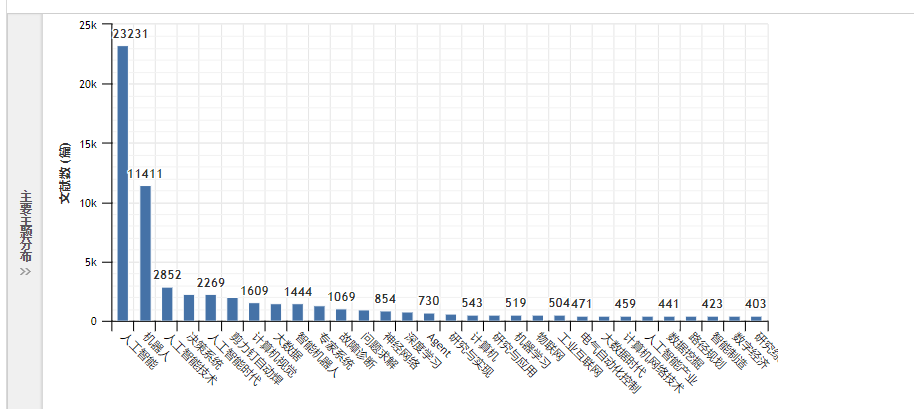 主要主题分布
>>
文献数 (篇)
25k
20k
15k
10k
5k
0
23231
11411
2852
2269
1609
1444
1069
854
730
543
519
504
471
459
441
423
403
人工智能
机器人
人工智能技术
决策系统
人工智能时代
剪力钉自动焊
计算机视觉
大数据
智能机器人
专家系统
故障诊断
问题求解
神经网络
深度学习
Agent
研究与实现
计算机
研究与应用
机器学习
物联网
工业互联网
电气自动化控制
大数据时代
计算机网络技术
人工智能产业
数据挖掘
路径规划
智能制造
数字经济